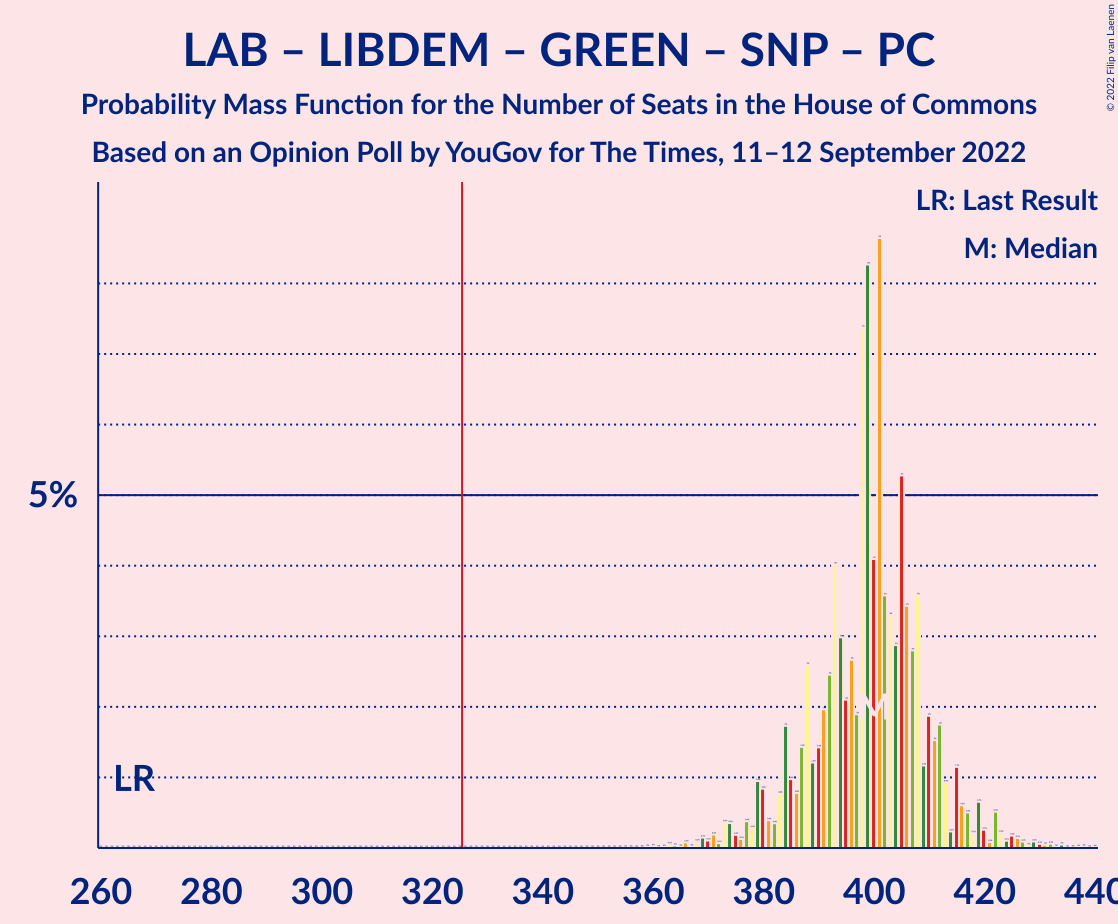 LAB – LIBDEM – GREEN – SNP – PC
Probability Mass Function for the Number of Seats in the House of Commons
Based on an Opinion Poll by YouGov for The Times, 11–12 September 2022
© 2022 Filip van Laenen
LR: Last Result
M: Median
5%
LR
M
260 280 300 320 340 360 380 400 420 440